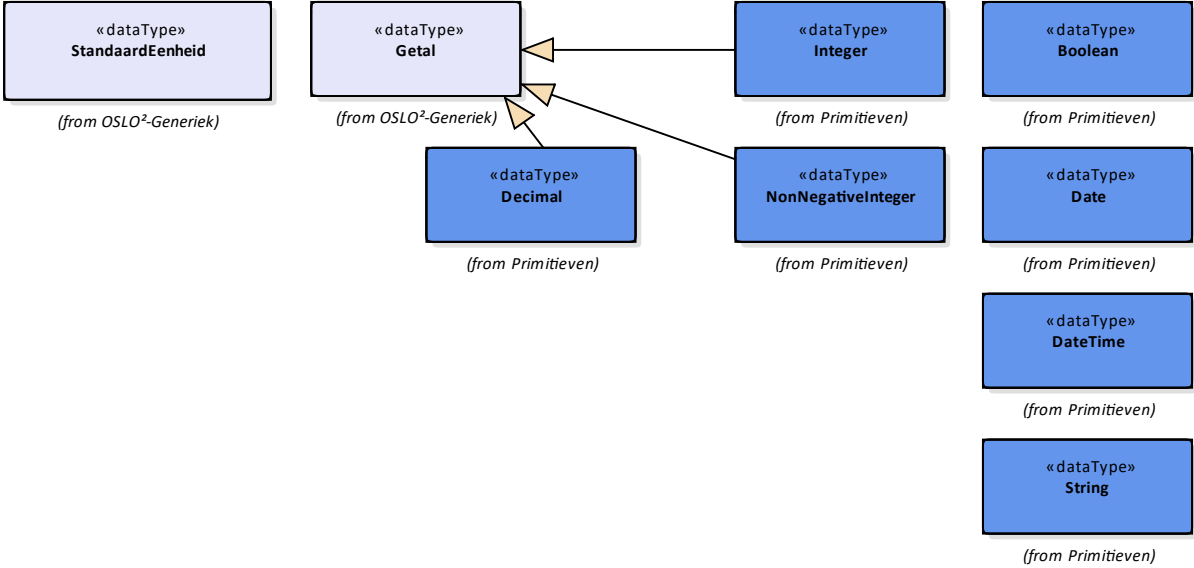 «dataType»
StandaardEenheid
(from OSLO²-Generiek)
«dataType»
Getal
(from OSLO²-Generiek)
«dataType»
Integer
(from Primitieven)
«dataType»
Boolean
(from Primitieven)
«dataType»
Decimal
(from Primitieven)
«dataType»
NonNegativeInteger
(from Primitieven)
«dataType»
Date
(from Primitieven)
«dataType»
DateTime
(from Primitieven)
«dataType»
String
(from Primitieven)